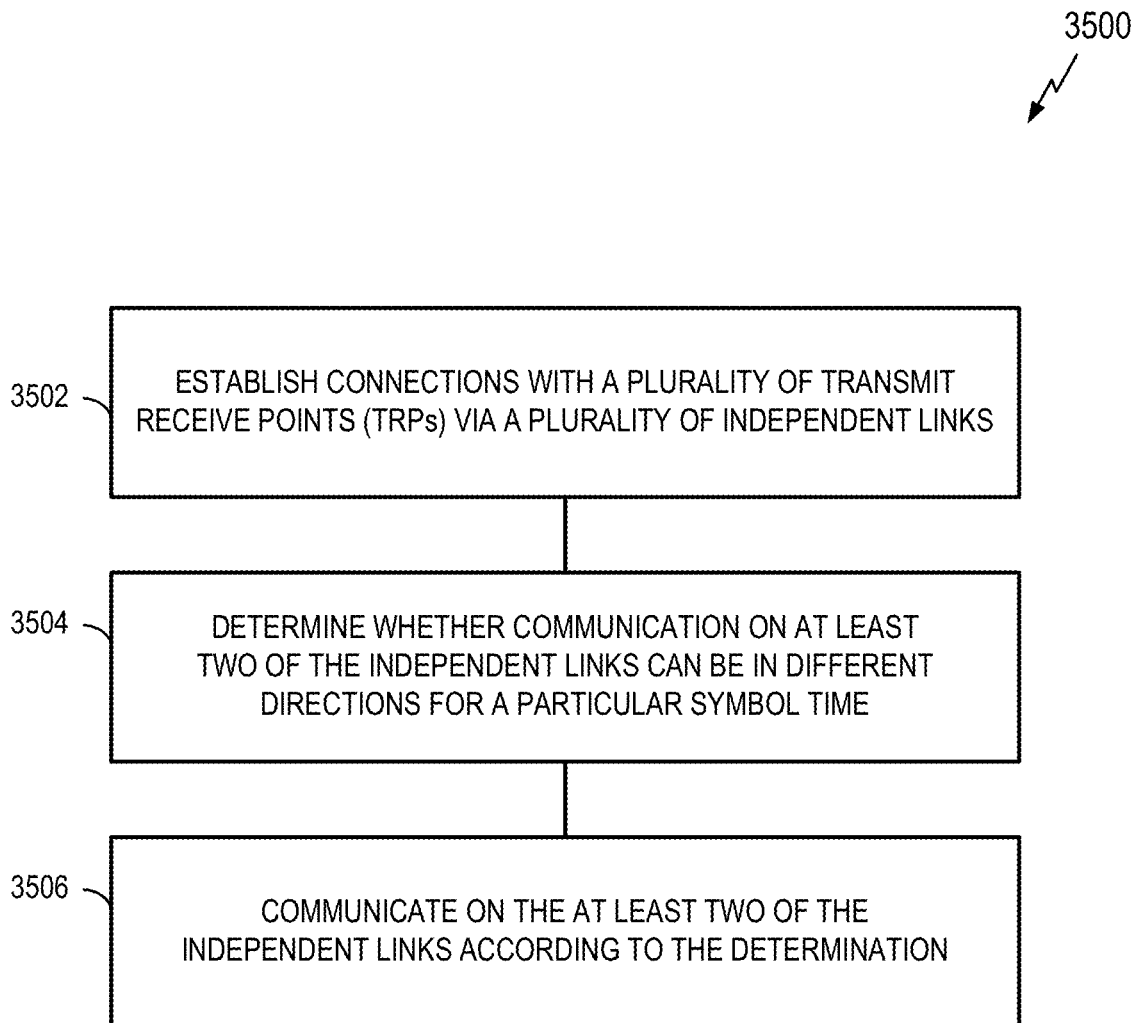 3500
3502
ESTABLISH CONNECTIONS WITH A PLURALITY OF TRANSMIT
RECEIVE POINTS (TRPs) VIA A PLURALITY OF INDEPENDENT LINKS
3504
DETERMINE WHETHER COMMUNICATION ON AT LEAST
TWO OF THE INDEPENDENT LINKS CAN BE IN DIFFERENT
DIRECTIONS FOR A PARTICULAR SYMBOL TIME
3506
COMMUNICATE ON THE AT LEAST TWO OF THE
INDEPENDENT LINKS ACCORDING TO THE DETERMINATION